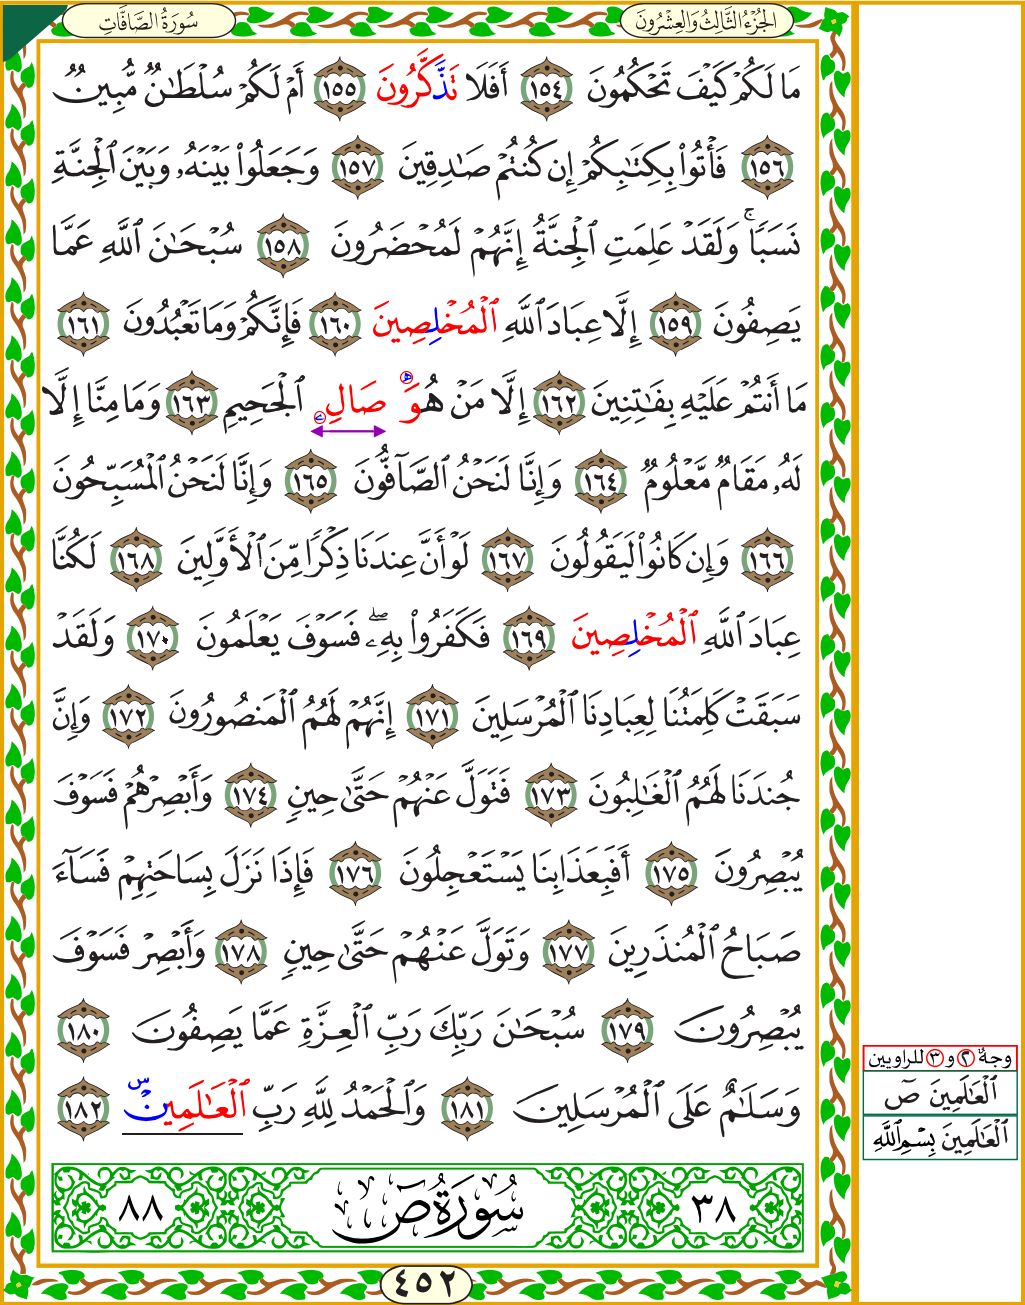 سُورَةُ الصَّافَّاتِ
الجُزْءُ الثَّالِثُ وَالعِشْرُونَ
مَا لَكُمْ كَيْفَ تَحْكُمُونَ ١٥٤ أَفَلَا تَذَّكَّرُونَ ١٥٥ أَمْ لَكُمْ سُلْطَٰنٌ مُّبِينٌ
١٥٦ فَأْتُوا۟ بِكِتَٰبِكُمْ إِن كُنتُمْ صَٰدِقِينَ ١٥٧ وَجَعَلُوا۟ بَيْنَهُۥ وَبَيْنَ ٱلْجِنَّةِ
نَسَبًا ۚ وَلَقَدْ عَلِمَتِ ٱلْجِنَّةُ إِنَّهُمْ لَمُحْضَرُونَ ١٥٨ سُبْحَٰنَ ٱللَّهِ عَمَّا
يَصِفُونَ ١٥٩ إِلَّا عِبَادَ ٱللَّهِ ٱلْمُخْلِصِينَ ١٦٠ فَإِنَّكُمْ وَمَا تَعْبُدُونَ ١٦١
مَا أَنتُمْ عَلَيْهِ بِفَٰتِنِينَ ١٦٢ إِلَّا مَنْ هُوَ صَالِ ٱلْجَحِيمِ ١٦٣ وَمَا مِنَّا إِلَّا
لَهُۥ مَقَامٌ مَّعْلُومٌ ١٦٤ وَإِنَّا لَنَحْنُ ٱلصَّآفُّونَ ١٦٥ وَإِنَّا لَنَحْنُ ٱلْمُسَبِّحُونَ
١٦٦ وَإِن كَانُوا۟ لَيَقُولُونَ ١٦٧ لَوْ أَنَّ عِندَنَا ذِكْرًا مِّنَ ٱلْأَوَّلِينَ ١٦٨ لَكُنَّا
عِبَادَ ٱللَّهِ ٱلْمُخْلِصِينَ ١٦٩ فَكَفَرُوا۟ بِهِۦ ۖ فَسَوْفَ يَعْلَمُونَ ١٧٠ وَلَقَدْ
سَبَقَتْ كَلِمَتُنَا لِعِبَادِنَا ٱلْمُرْسَلِينَ ١٧١ إِنَّهُمْ لَهُمُ ٱلْمَنصُورُونَ ١٧٢ وَإِنَّ
جُندَنَا لَهُمُ ٱلْغَٰلِبُونَ ١٧٣ فَتَوَلَّ عَنْهُمْ حَتَّىٰ حِينٍ ١٧٤ وَأَبْصِرْهُمْ فَسَوْفَ
يُبْصِرُونَ ١٧٥ أَفَبِعَذَابِنَا يَسْتَعْجِلُونَ ١٧٦ فَإِذَا نَزَلَ بِسَاحَتِهِمْ فَسَآءَ
صَبَاحُ ٱلْمُنذَرِينَ ١٧٧ وَتَوَلَّ عَنْهُمْ حَتَّىٰ حِينٍ ١٧٨ وَأَبْصِرْ فَسَوْفَ
يُبْصِرُونَ ١٧٩ سُبْحَٰنَ رَبِّكَ رَبِّ ٱلْعِزَّةِ عَمَّا يَصِفُونَ ١٨٠
وَسَلَٰمٌ عَلَى ٱلْمُرْسَلِينَ ١٨١ وَٱلْحَمْدُ لِلَّهِ رَبِّ ٱلْعَٰلَمِينَ س ١٨٢
٣٨ سُورَةُ صٓ ٨٨
٤٥٢
وجهٌ ٢ و ٣ للراويين
ٱلْعَٰلَمِينَ صٓ
ٱلْعَٰلَمِينَ بِسْمِ ٱللَّهِ